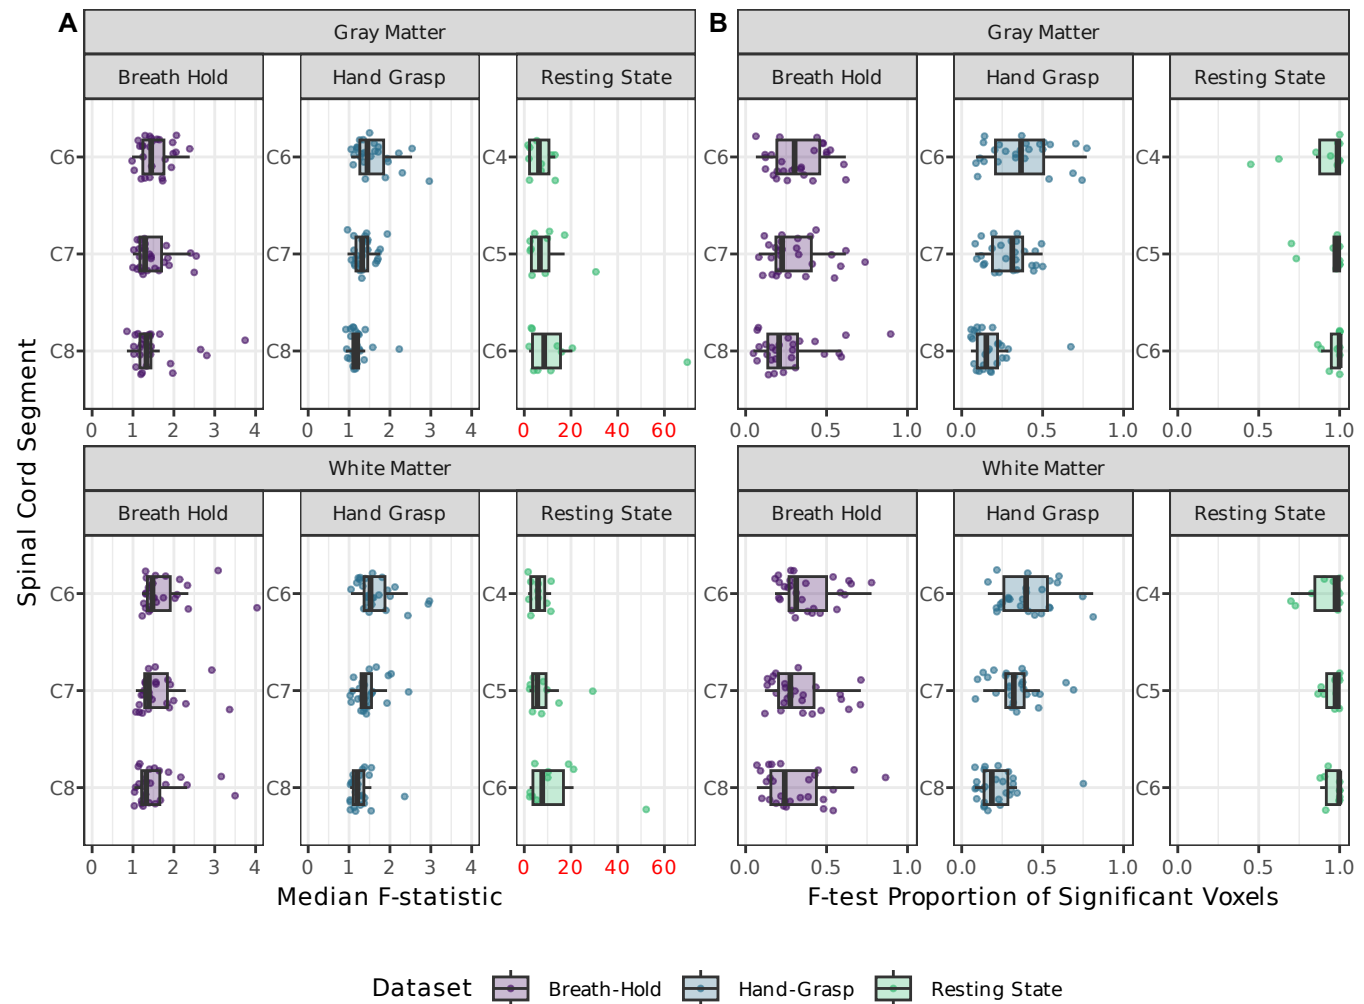 A
B
Gray Matter
Gray Matter
Breath Hold
Hand Grasp
Resting State
Breath Hold
Hand Grasp
Resting State
C6
C6
C4
C6
C6
C4
C7
C7
C5
C7
C7
C5
C8
C8
C6
C8
C8
C6
0 1 2 3 4
0 1 2 3 4
0 20 40 60
0.0 0.5 1.0
0.0 0.5 1.0
0.0 0.5 1.0
Spinal Cord Segment
White Matter
White Matter
Breath Hold
Hand Grasp
Resting State
Breath Hold
Hand Grasp
Resting State
C6
C6
C4
C6
C6
C4
C7
C7
C5
C7
C7
C5
C8
C8
C6
C8
C8
C6
0 1 2 3 4
0 1 2 3 4
0 20 40 60
0.0 0.5 1.0
0.0 0.5 1.0
0.0 0.5 1.0
Median F-statistic
F-test Proportion of Significant Voxels
Dataset Breath-Hold Hand-Grasp Resting State